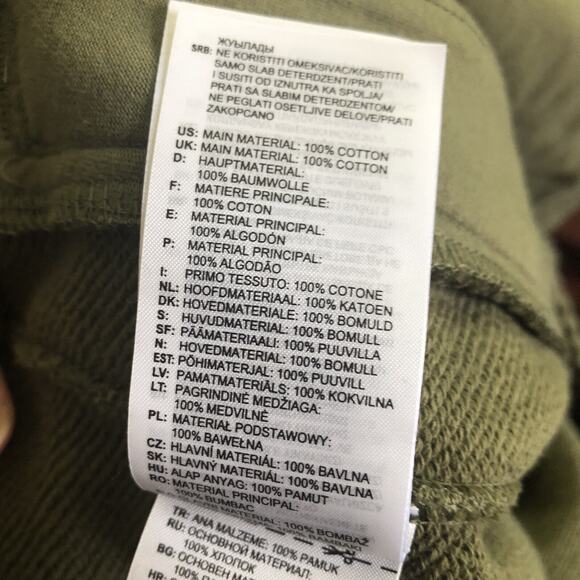 ЖУЫЛАДЫ
SRB: NE KORISTITI OMEKSIVAC/KORISTITI
SAMO SLAB DETERDZENT/PRATI
I SUSITI OD IZNUTRA KA SPOLJA/
PRATI SA SLABIM DETERDZENTOM/
NE PEGLATI OSETLJIVE DELOVE/PRATI
ZAKOPCANO
US: MAIN MATERIAL: 100% COTTON
UK: MAIN MATERIAL: 100% COTTON
D: HAUPTMATERIAL:
100% BAUMWOLLE
F: MATIERE PRINCIPALE:
100% COTON
E: MATERIAL PRINCIPAL:
100% ALGODÓN
P: MATERIAL PRINCIPAL:
100% ALGODÃO
I: PRIMO TESSUTO: 100% COTONE
NL: HOOFDMATERIAAL: 100% KATOEN
DK: HOVEDMATERIALE: 100% BOMULD
S: HUVUDMATERIAL: 100% BOMULL
SF: PÄÄMATERIAALI: 100% PUUVILLA
N: HOVEDMATERIAL: 100% BOMULL
EST: PÕHIMATERJAL: 100% PUUVILL
LV: PAMATMATERIĀLS: 100% KOKVILNA
LT: PAGRINDINĖ MEDŽIAGA:
100% MEDVILNĖ
PL: MATERIAŁ PODSTAWOWY:
100% BAWEŁNA
CZ: HLAVNÍ MATERIÁL: 100% BAVLNA
SK: HLAVNÝ MATERIÁL: 100% BAVLNA
HU: ALAP ANYAG: 100% PAMUT
RO: MATERIAL PRINCIPAL:
100% BUMBAC
MATERIAL: 100% BOMBAŽ
TR: ANA MALZEME: 100% PAMUK
RU: ОСНОВНОЙ МАТЕРИАЛ:
100% ХЛОПОК
BG: ОСНОВЕН МАТЕРИ
HR: